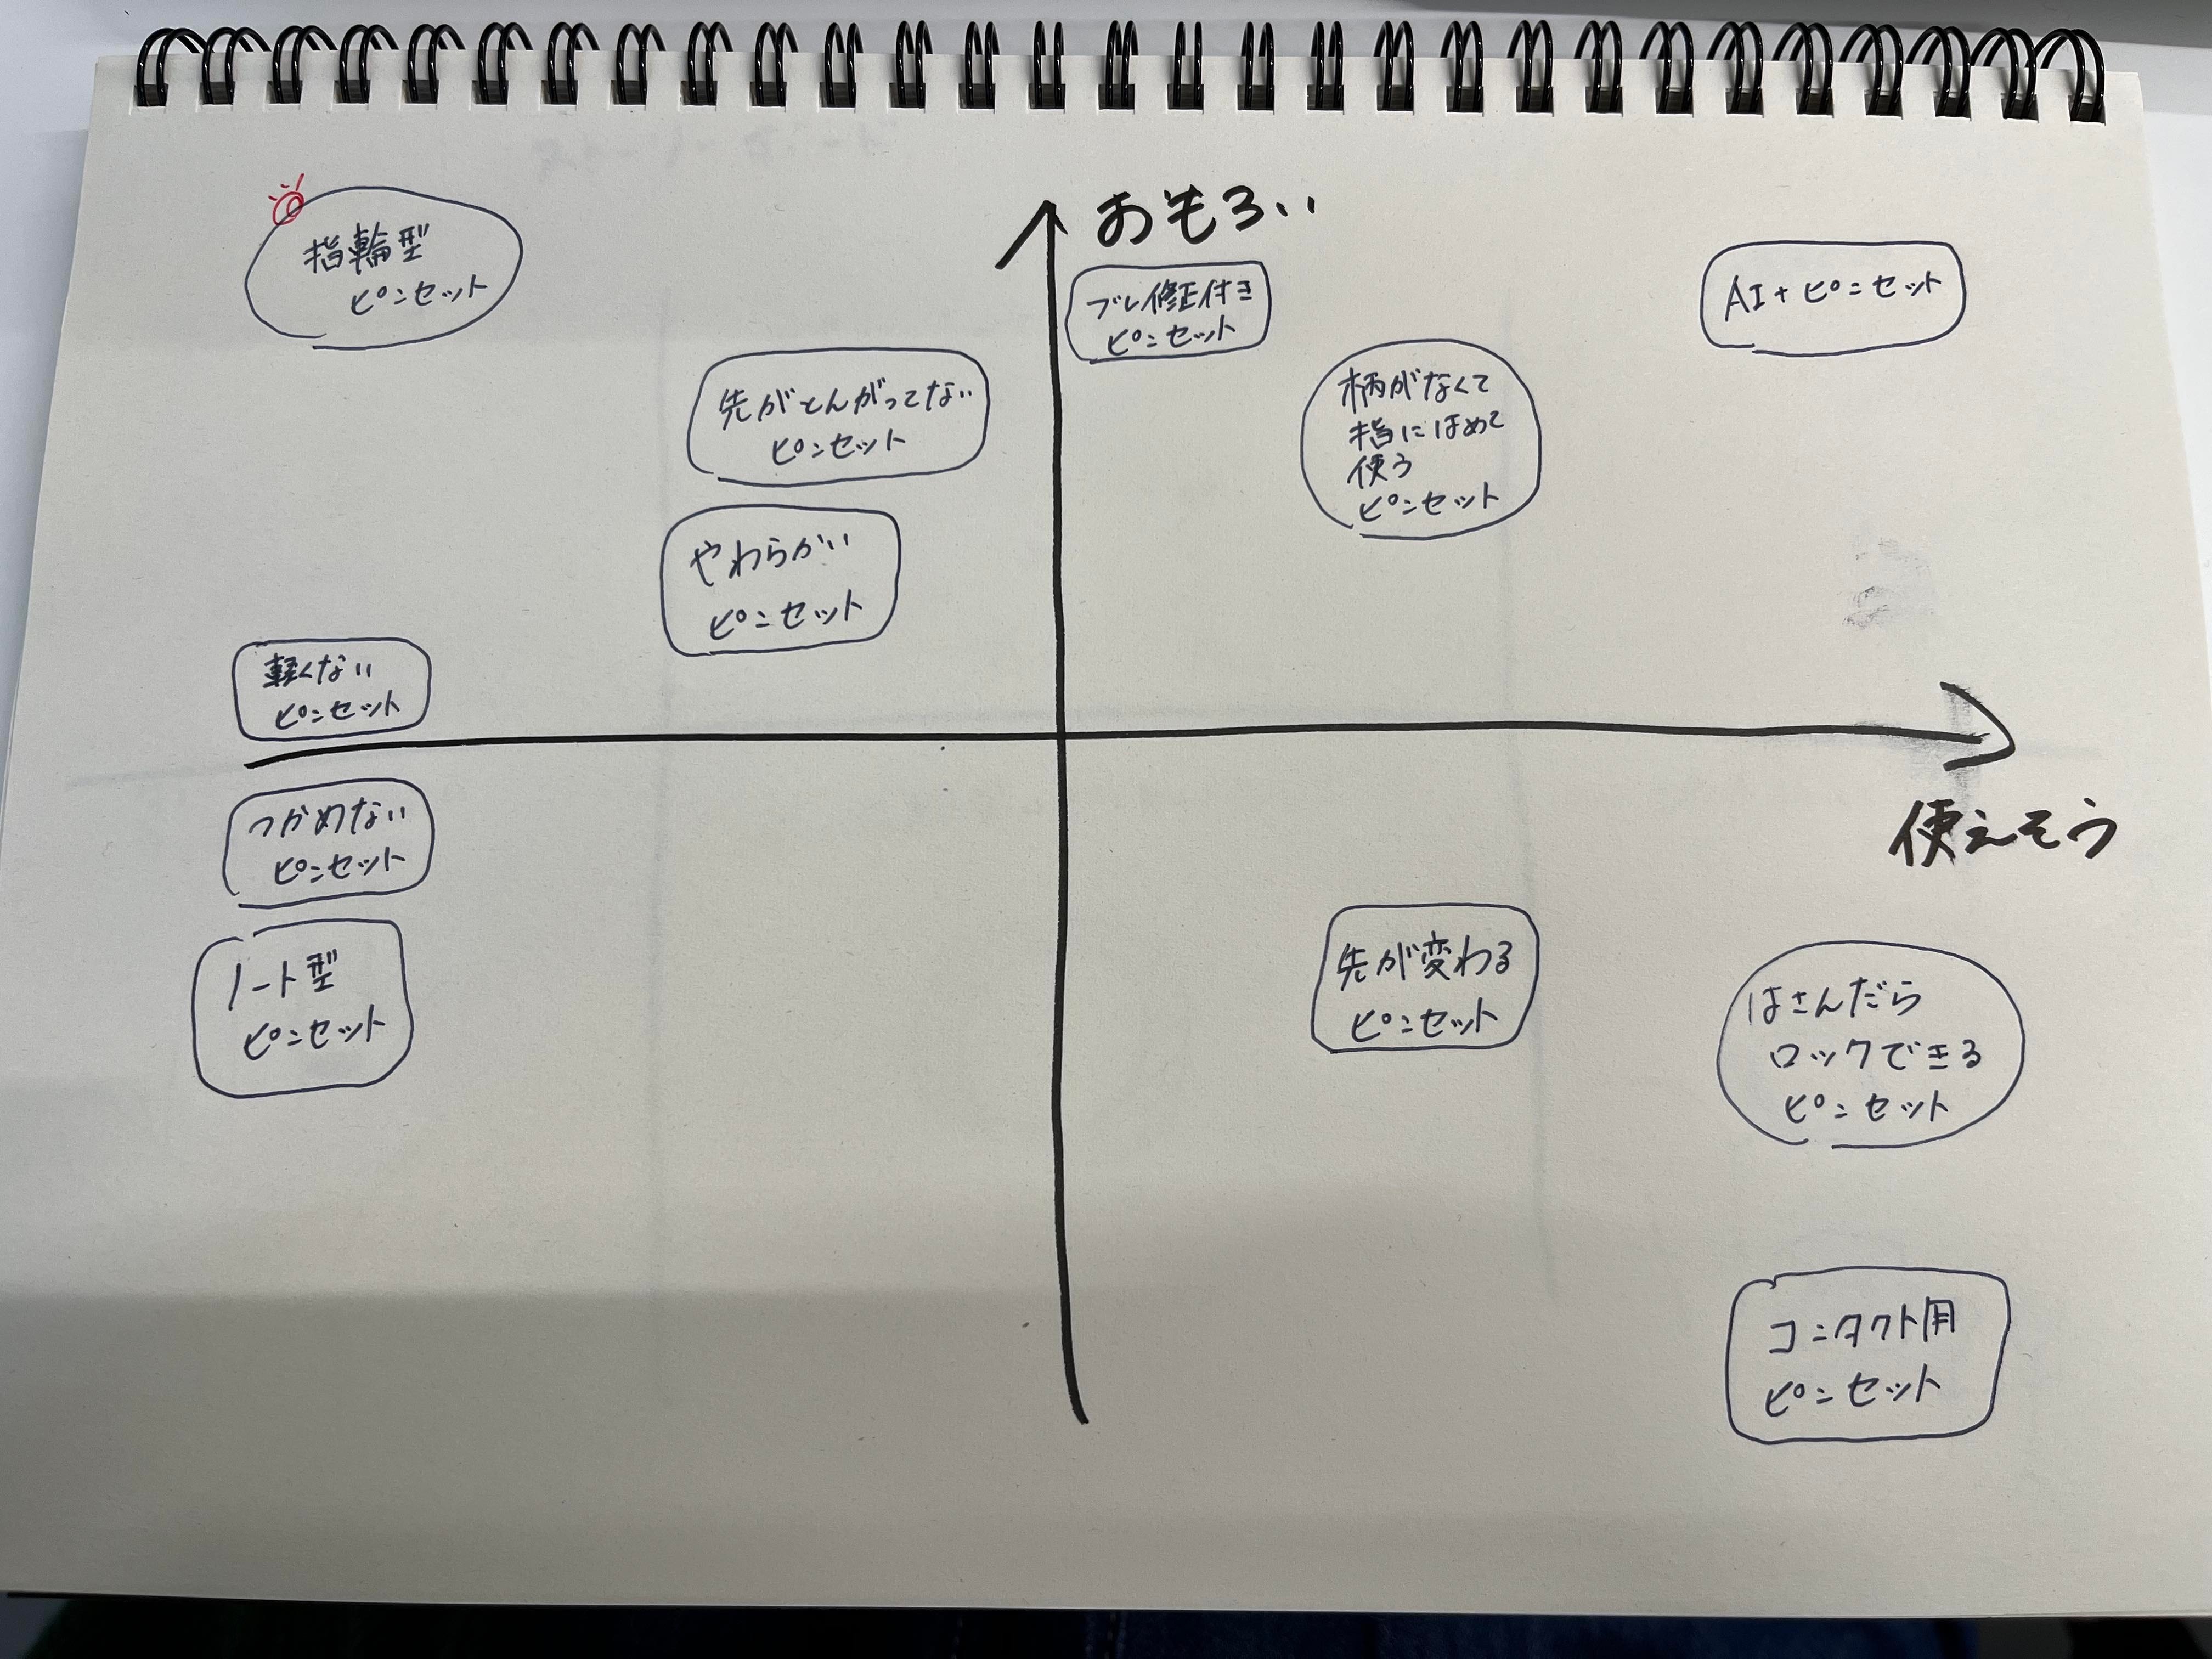 おもろい
指輪型
ピンセット
ブレ修正付き
ピンセット
AI+ピンセット
先がとんがってない
ピンセット
柄がなくて
指にはめて
使う
ピンセット
やわらかい
ピンセット
軽くない
ピンセット
使えそう
つかめない
ピンセット
ノート型
ピンセット
先が変わる
ピンセット
はさんだら
ロックできる
ピンセット
コンタクト用
ピンセット